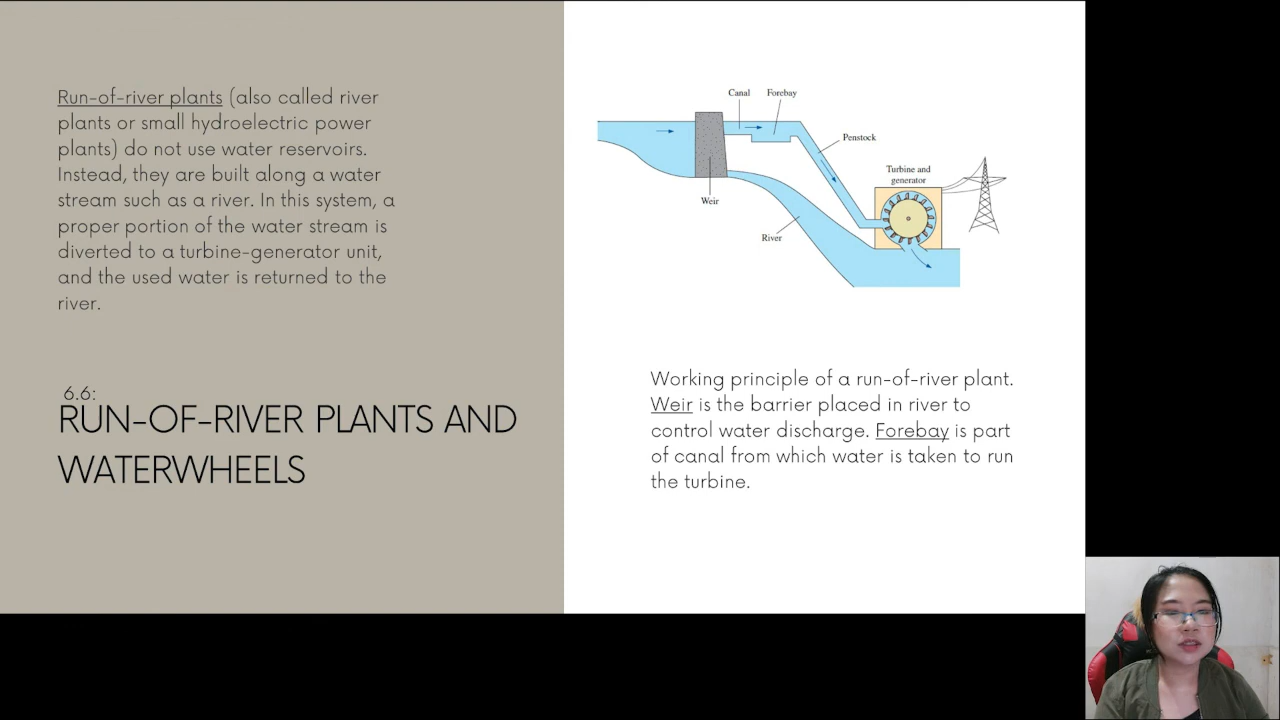 Run-of-river plants (also called river
plants or small hydroelectric power
plants) do not use water reservoirs.
Instead, they are built along a water
stream such as a river. In this system, a
proper portion of the water stream is
diverted to a turbine-generator unit,
and the used water is returned to the
river.
6.6:
RUN-OF-RIVER PLANTS AND
WATERWHEELS
Canal
Forebay
Penstock
Turbine and
generator
Weir
River
Working principle of a run-of-river plant.
Weir is the barrier placed in river to
control water discharge. Forebay is part
of canal from which water is taken to run
the turbine.